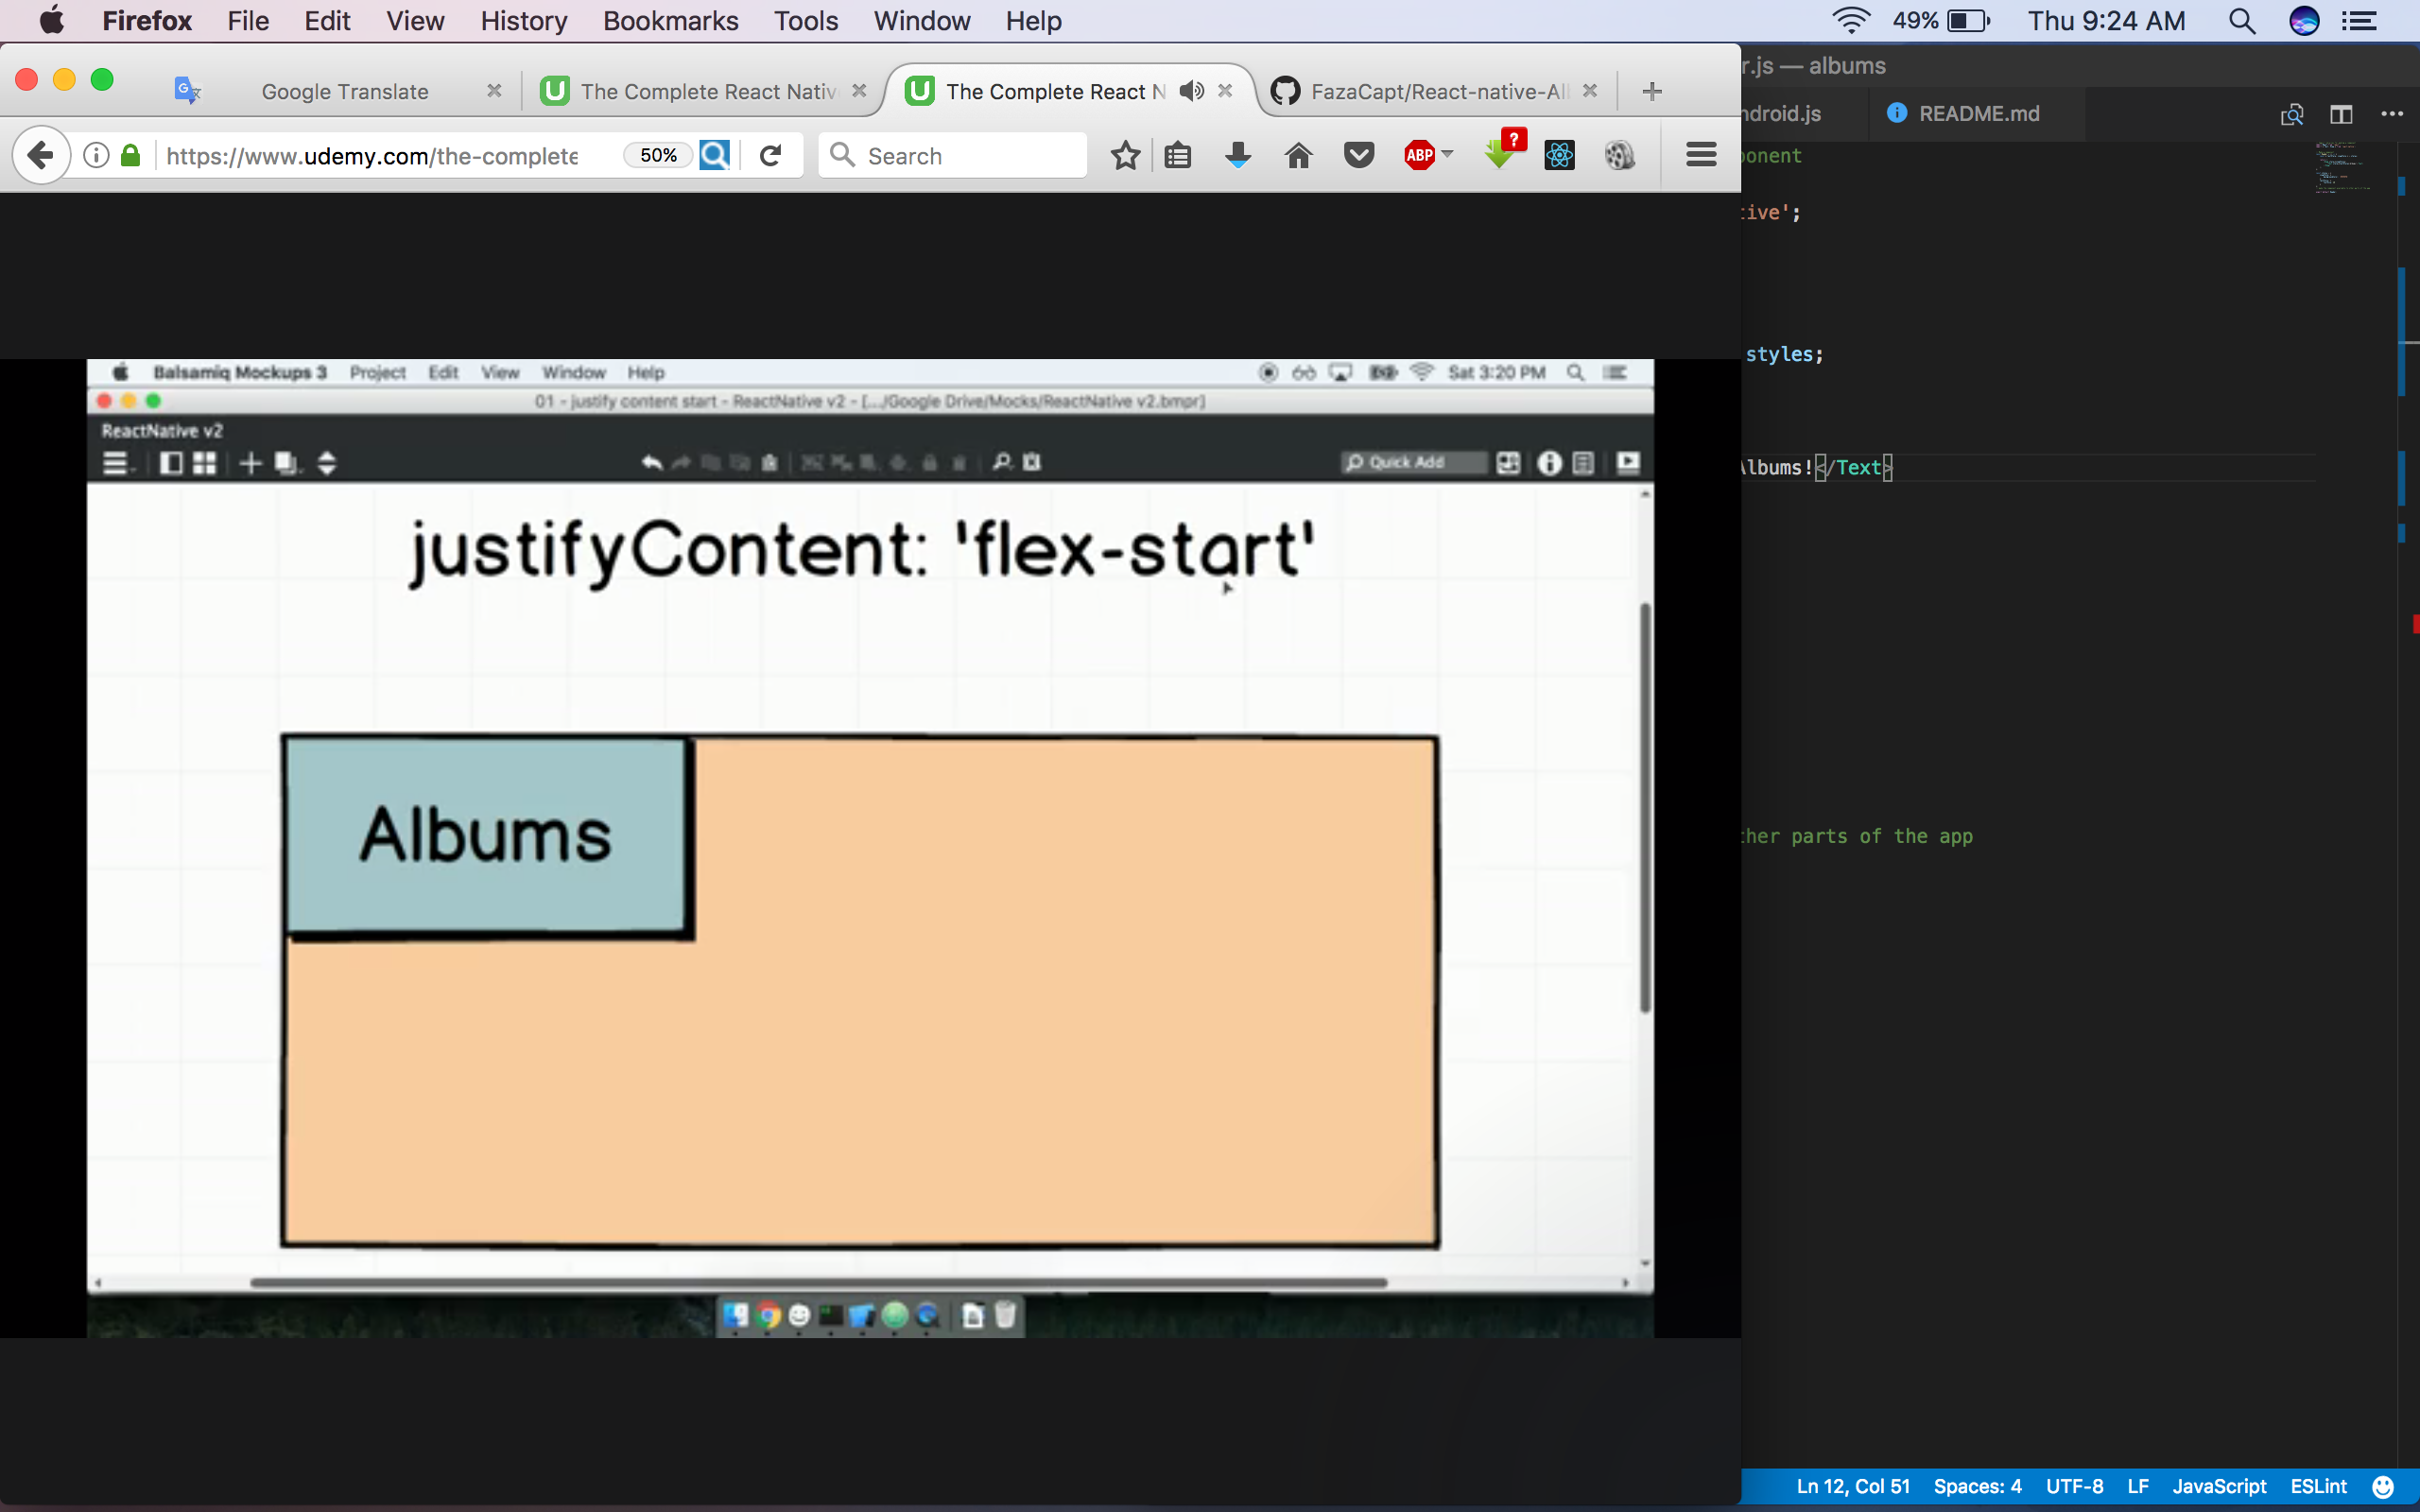 Firefox File Edit View History Bookmarks Tools Window Help 49% Thu 9:24 AM
Google Translate
The Complete React Nativ
The Complete React N
FazaCapt/React-native-Al
https://www.udemy.com/the-complete 50% Search ABP ?
r.js — albums
ndroid.js README.md
ponent
tive';
styles;
Albums!</Text>
ther parts of the app
Balsamiq Mockups 3 Project Edit View Window Help Sat 3:20 PM
01 - justify content start - ReactNative v2 - [.../Google Drive/Mocks/ReactNative v2.bmpr]
ReactNative v2
Quick Add
justifyContent: 'flex-start'
Albums
Ln 12, Col 51 Spaces: 4 UTF-8 LF JavaScript ESLint